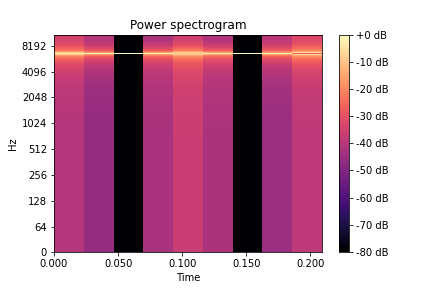 Power spectrogram
8192
4096
2048
1024
512
256
128
64
0
Hz
0.000 0.050 0.100 0.150 0.200
Time
+0 dB
-10 dB
-20 dB
-30 dB
-40 dB
-50 dB
-60 dB
-70 dB
-80 dB